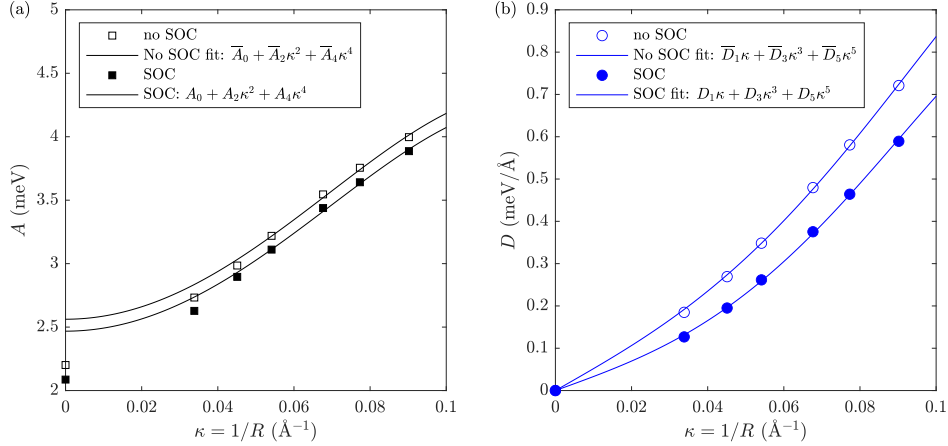 (a)
no SOC
No SOC fit: A̅₀ + A̅₂κ² + A̅₄κ⁴
SOC
SOC: A₀ + A₂κ² + A₄κ⁴
5
4.5
4
3.5
3
2.5
2
A (meV)
0
0.02
0.04
0.06
0.08
0.1
κ = 1/R (Å⁻¹)
(b)
no SOC
No SOC fit: D̅₁κ + D̅₃κ³ + D̅₅κ⁵
SOC
SOC fit: D₁κ + D₃κ³ + D₅κ⁵
0.9
0.8
0.7
0.6
0.5
0.4
0.3
0.2
0.1
0
D (meV/Å)
0
0.02
0.04
0.06
0.08
0.1
κ = 1/R (Å⁻¹)